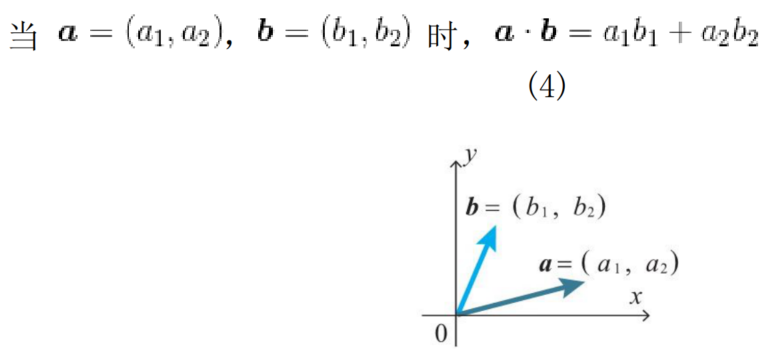 当 a = (a₁, a₂), b = (b₁, b₂) 时, a · b = a₁b₁ + a₂b₂
(4)
y
b = (b₁, b₂)
a = (a₁, a₂)
x
0